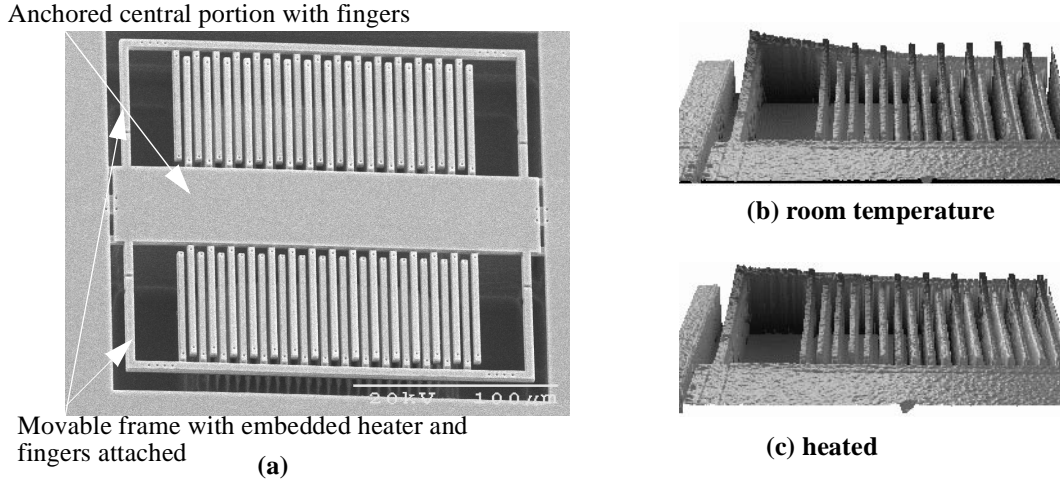 Anchored central portion with fingers
(b) room temperature
20kV 100µm
Movable frame with embedded heater and
fingers attached
(a)
(c) heated